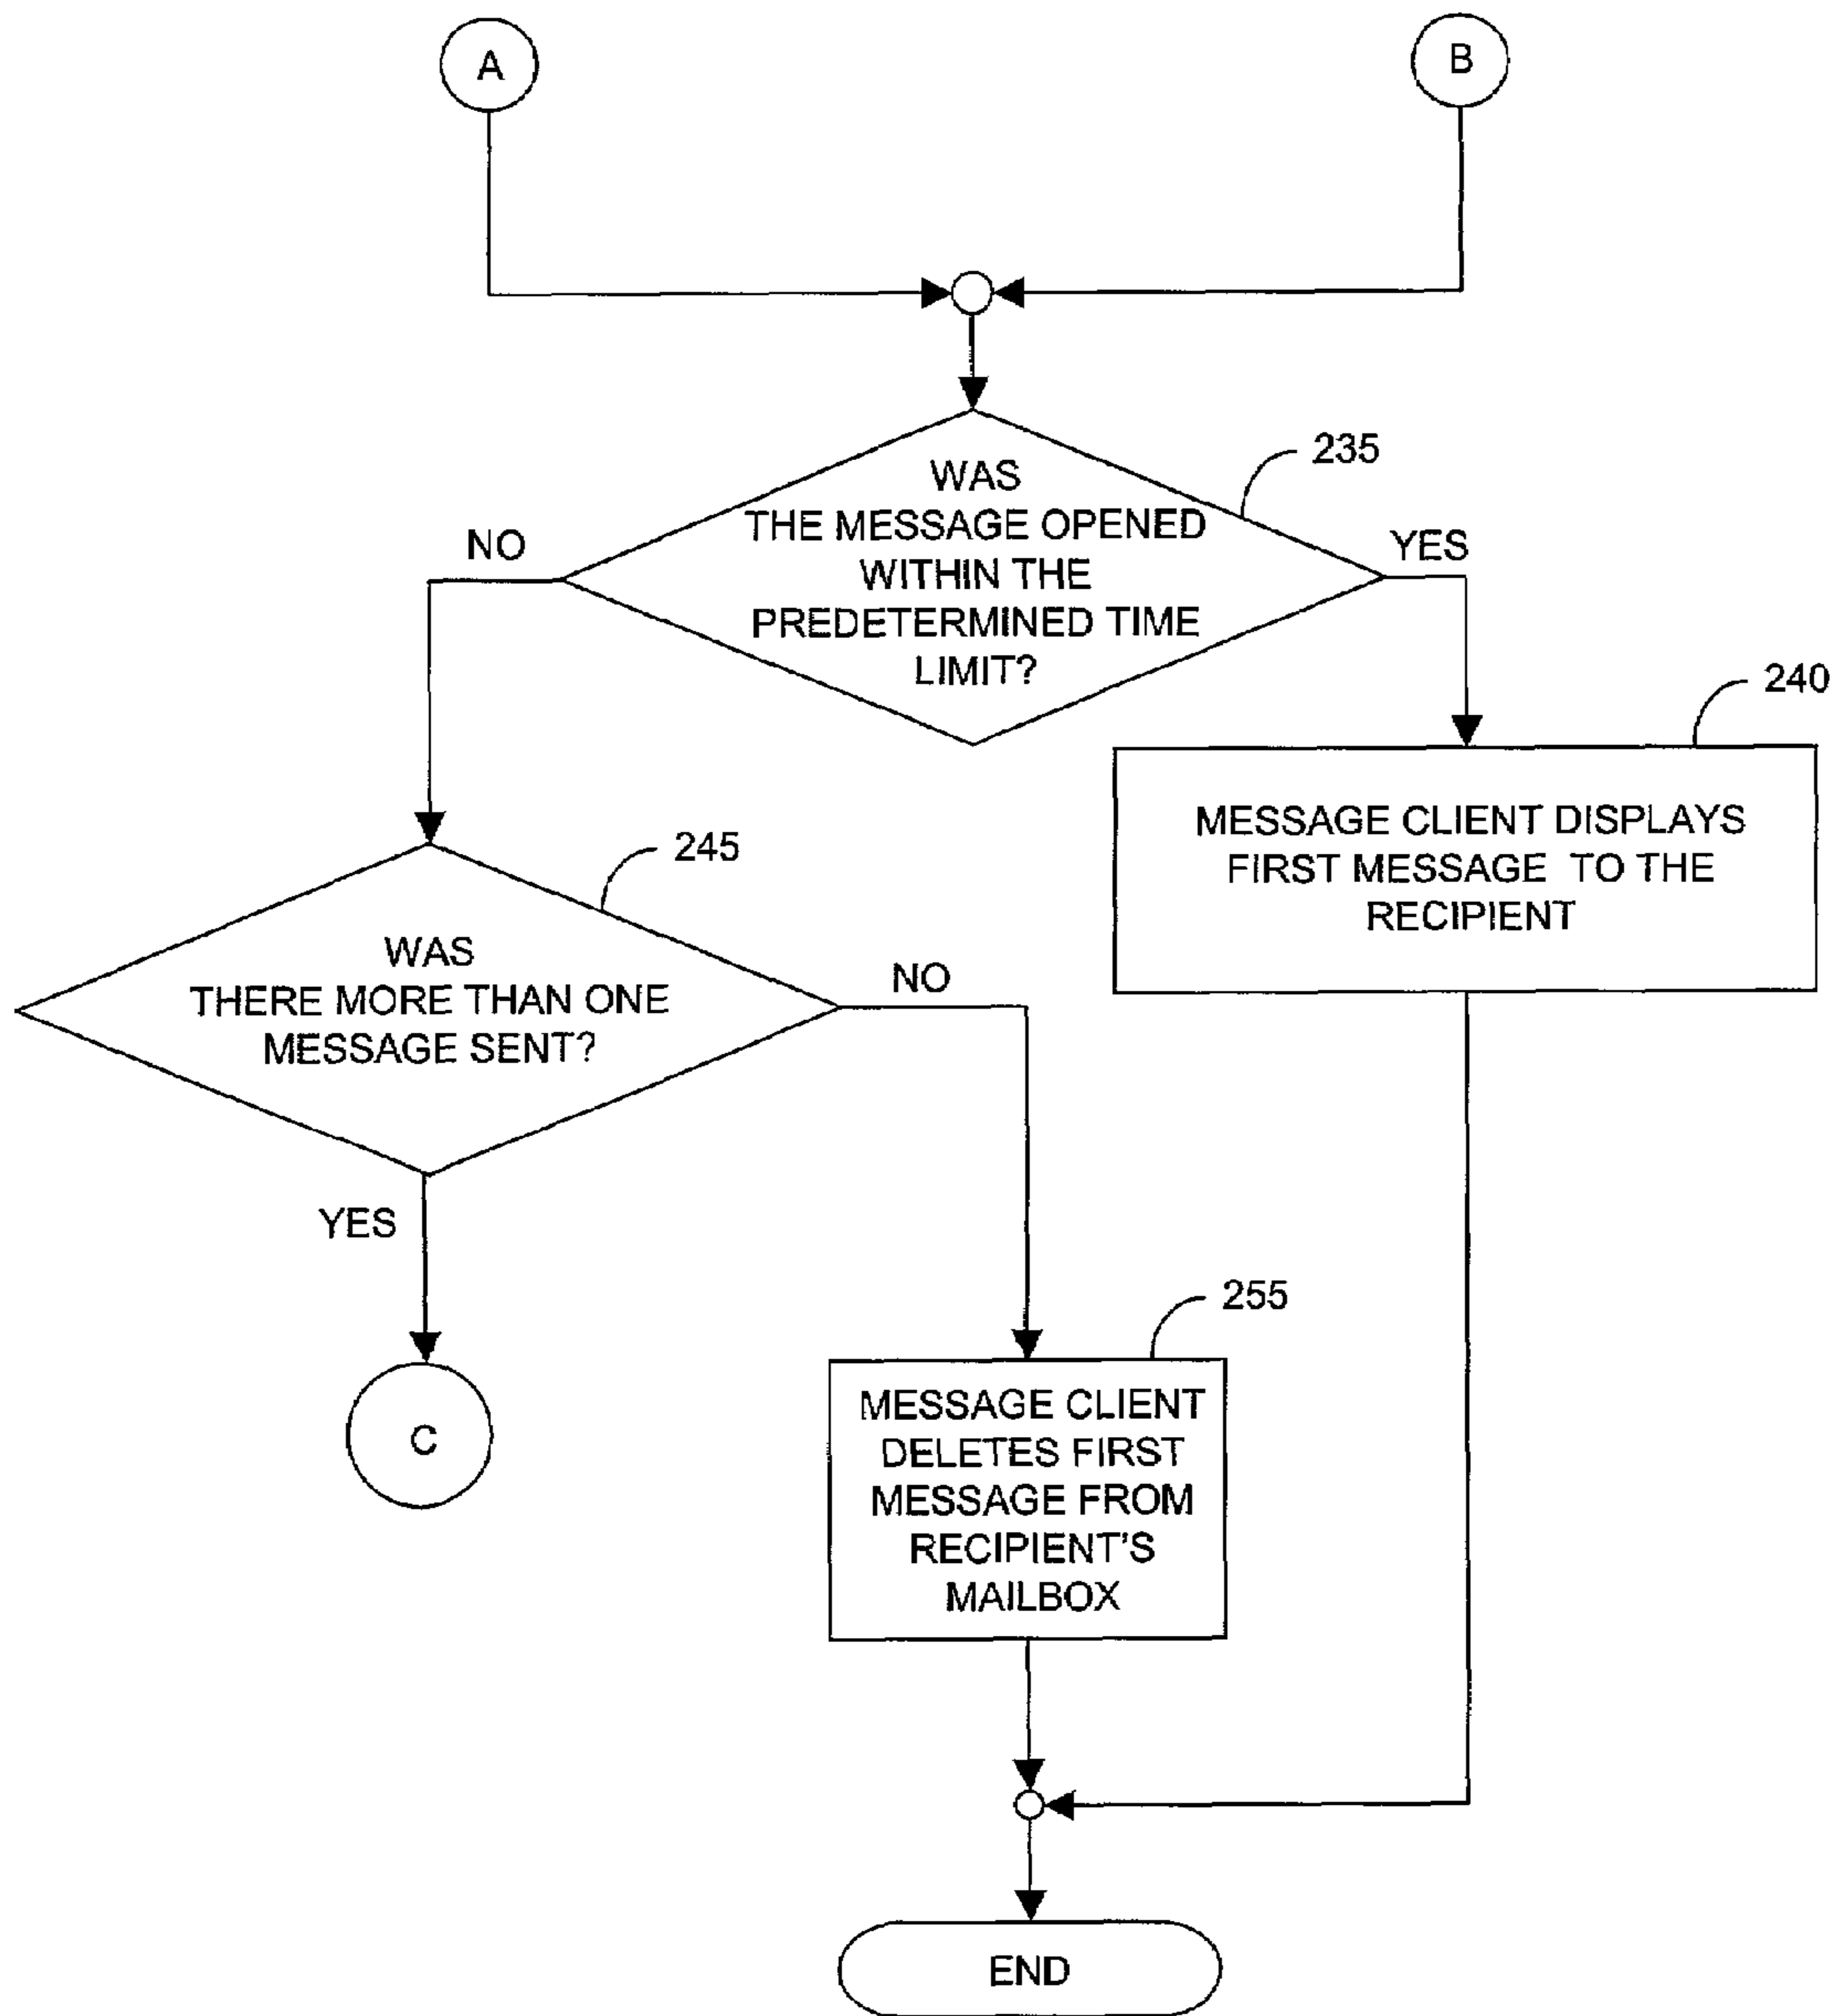 A
B
235
WAS
THE MESSAGE OPENED
WITHIN THE
PREDETERMINED TIME
LIMIT?
NO
YES
240
MESSAGE CLIENT DISPLAYS
FIRST MESSAGE TO THE
RECIPIENT
245
WAS
THERE MORE THAN ONE
MESSAGE SENT?
NO
YES
C
255
MESSAGE CLIENT
DELETES FIRST
MESSAGE FROM
RECIPIENT'S
MAILBOX
END